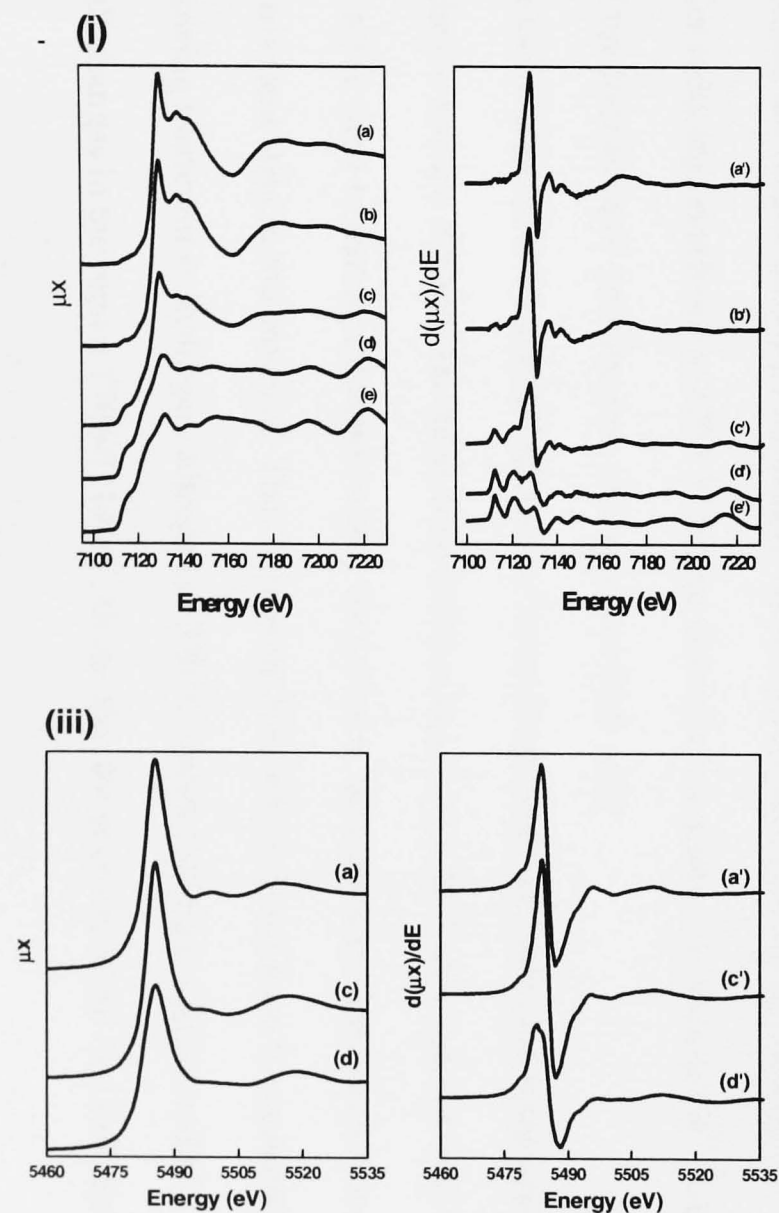 (i)
μx
(a)
(b)
(c)
(d)
(e)
7100 7120 7140 7160 7180 7200 7220
Energy (eV)
d(μx)/dE
(a')
(b')
(c')
(d')
(e')
7100 7120 7140 7160 7180 7200 7220
Energy (eV)
(iii)
μx
(a)
(c)
(d)
5460 5475 5490 5505 5520 5535
Energy (eV)
d(μx)/dE
(a')
(c')
(d')
5460 5475 5490 5505 5520 5535
Energy (eV)